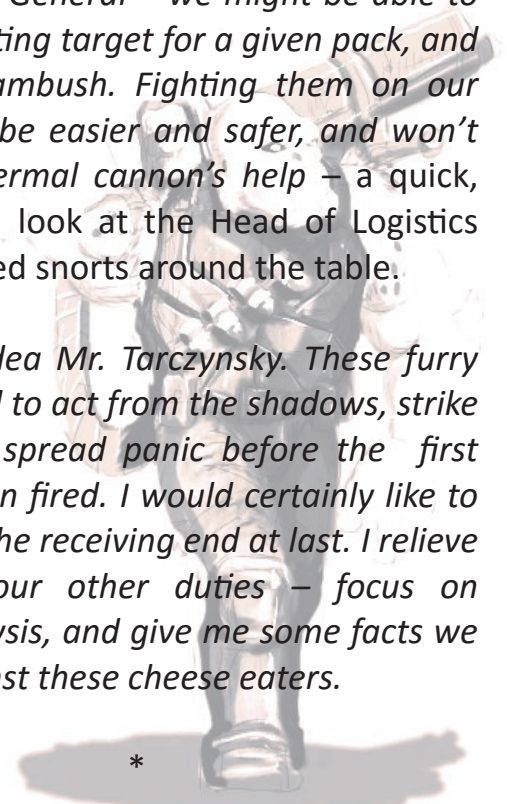 General – we might be able to
ting target for a given pack, and
ambush. Fighting them on our
be easier and safer, and won’t
ermal cannon’s help – a quick,
look at the Head of Logistics
ed snorts around the table.
dea Mr. Tarczynsky. These furry
to act from the shadows, strike
spread panic before the first
n fired. I would certainly like to
he receiving end at last. I relieve
our other duties – focus on
ysis, and give me some facts we
nst these cheese eaters.
*